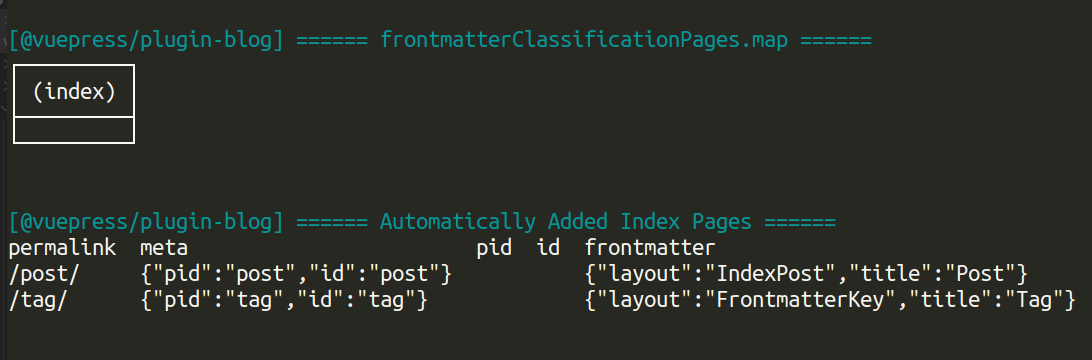 [@vuepress/plugin-blog] ====== frontmatterClassificationPages.map ======
(index)
[@vuepress/plugin-blog] ====== Automatically Added Index Pages ======
permalink meta pid id frontmatter
/post/ {"pid":"post","id":"post"} {"layout":"IndexPost","title":"Post"}
/tag/ {"pid":"tag","id":"tag"} {"layout":"FrontmatterKey","title":"Tag"}